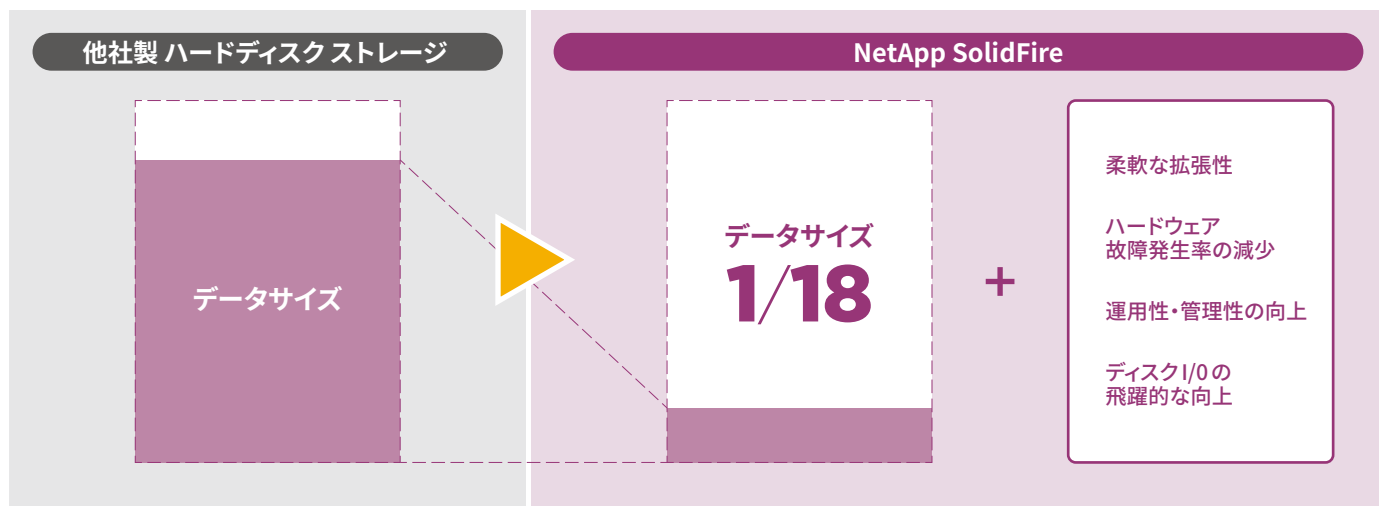 他社製 ハードディスク ストレージ
NetApp SolidFire
データサイズ
データサイズ
1/18
+
柔軟な拡張性
ハードウェア
故障発生率の減少
運用性・管理性の向上
ディスク I/0 の
飛躍的な向上